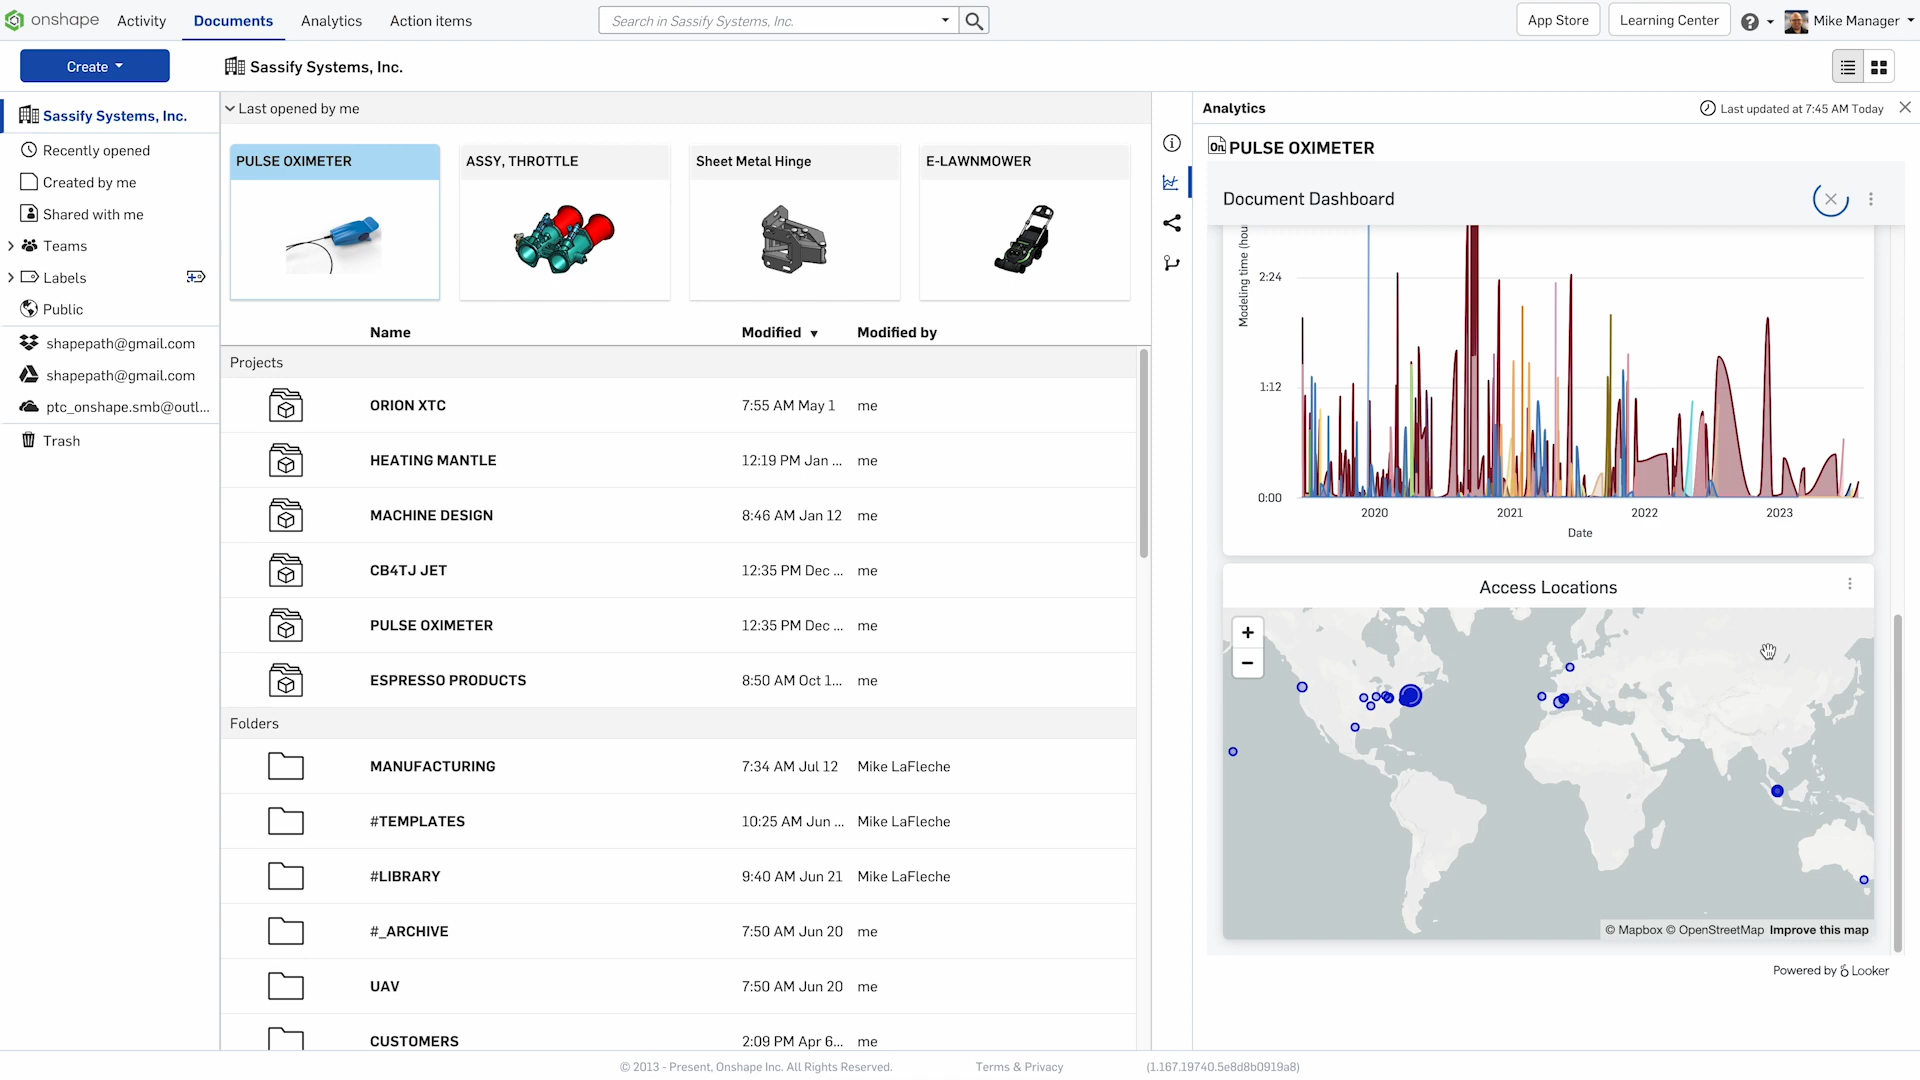 onshape Activity Documents Analytics Action items Search in Sassify Systems, Inc. App Store Learning Center ? Mike Manager
Create Sassify Systems, Inc.
Sassify Systems, Inc.
Recently opened
Created by me
Shared with me
Teams
Labels
Public
shapepath@gmail.com
shapepath@gmail.com
ptc_onshape.smb@outl...
Trash
Last opened by me
PULSE OXIMETER ASSY, THROTTLE Sheet Metal Hinge E-LAWNMOWER
Name Modified Modified by
Projects
ORION XTC 7:55 AM May 1 me
HEATING MANTLE 12:19 PM Jan ... me
MACHINE DESIGN 8:46 AM Jan 12 me
CB4TJ JET 12:35 PM Dec ... me
PULSE OXIMETER 12:35 PM Dec ... me
ESPRESSO PRODUCTS 8:50 AM Oct 1... me
Folders
MANUFACTURING 7:34 AM Jul 12 Mike LaFleche
#TEMPLATES 10:25 AM Jun ... Mike LaFleche
#LIBRARY 9:40 AM Jun 21 Mike LaFleche
#_ARCHIVE 7:50 AM Jun 20 me
UAV 7:50 AM Jun 20 me
CUSTOMERS 2:09 PM Apr 6... me
Analytics Last updated at 7:45 AM Today
On PULSE OXIMETER
Document Dashboard
Modeling time (hou
2:24
1:12
0:00
2020 2021 2022 2023
Date
Access Locations
+
−
© Mapbox © OpenStreetMap Improve this map
Powered by Looker
© 2013 - Present, Onshape Inc. All Rights Reserved. Terms & Privacy (1.167.19740.5e8d8b0919a8)